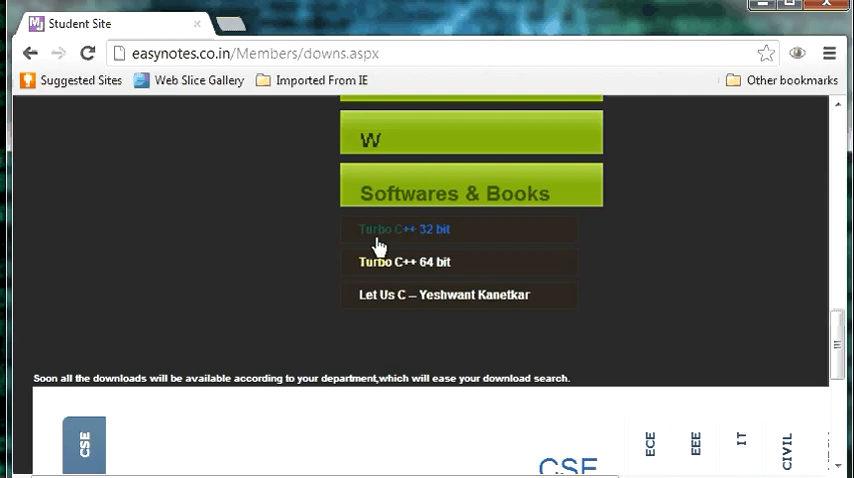 Student Site
easynotes.co.in/Members/downs.aspx
Suggested Sites Web Slice Gallery Imported From IE Other bookmarks
W
Softwares & Books
Turbo C++ 32 bit
Turbo C++ 64 bit
Let Us C – Yeshwant Kanetkar
Soon all the downloads will be available according to your department,which will ease your download search.
CSE
CSE
ECE
EEE
IT
CIVIL